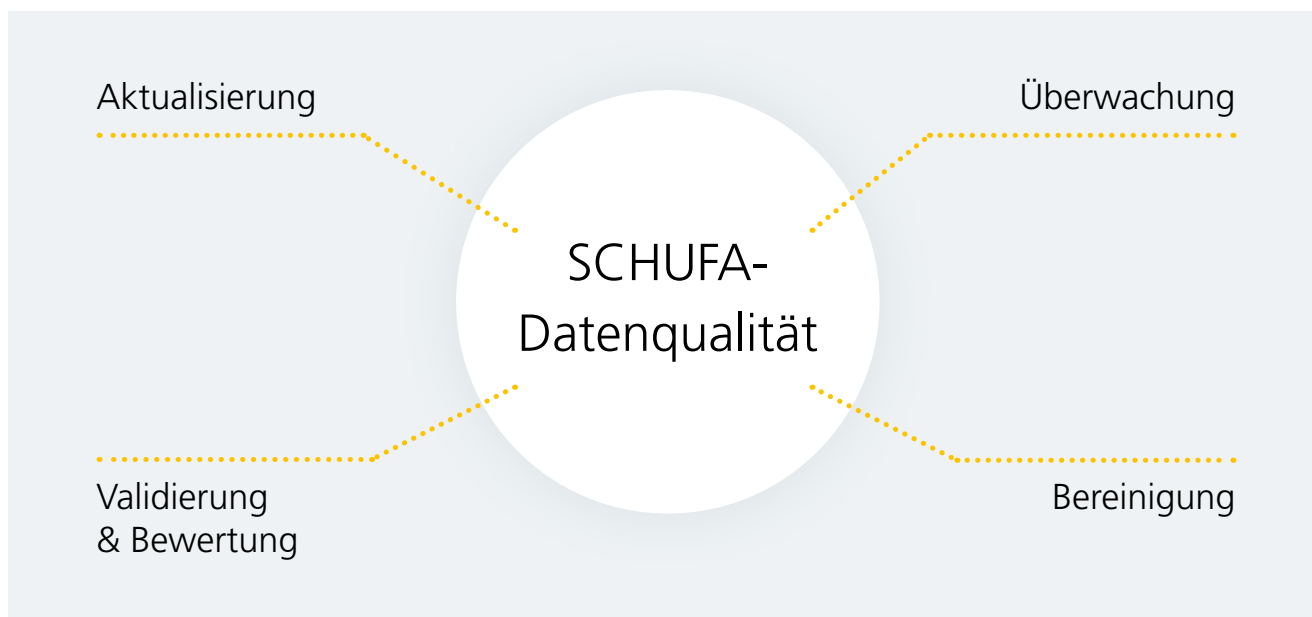 Aktualisierung
Überwachung
SCHUFA-
Datenqualität
Validierung
& Bewertung
Bereinigung